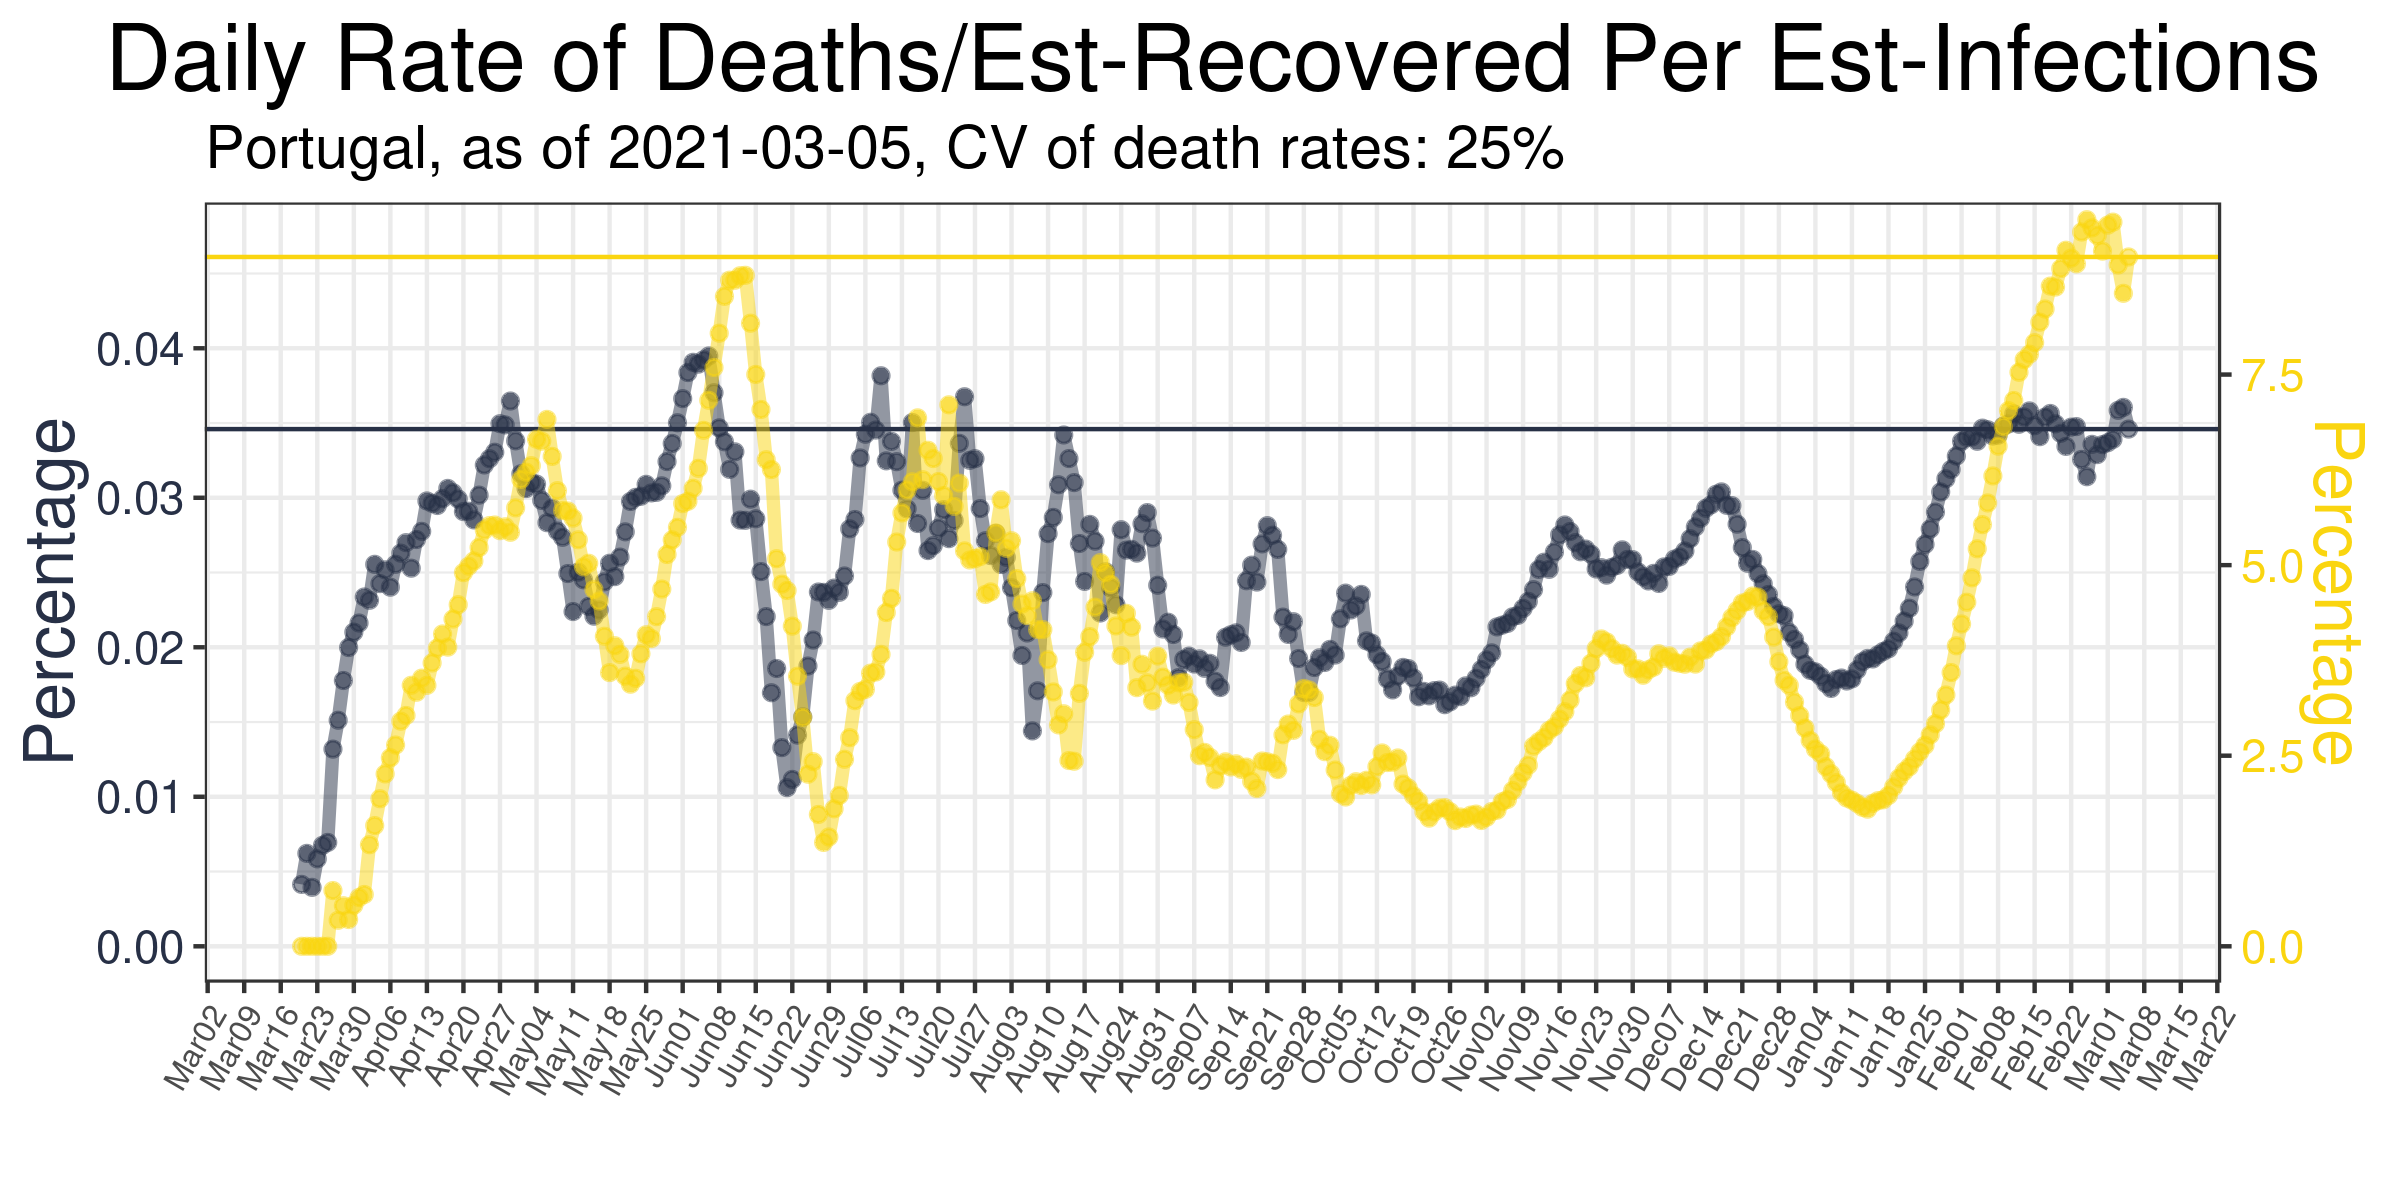 Daily Rate of Deaths/Est-Recovered Per Est-Infections
Portugal, as of 2021-03-05, CV of death rates: 25%
Percentage
0.04
0.03
0.02
0.01
0.00
7.5
5.0
2.5
0.0
Percentage
Mar02 Mar09 Mar16 Mar23 Mar30 Apr06 Apr13 Apr20 Apr27 May04 May11 May18 May25 Jun01 Jun08 Jun15 Jun22 Jun29 Jul06 Jul13 Jul20 Jul27 Aug03 Aug10 Aug17 Aug24 Aug31 Sep07 Sep14 Sep21 Sep28 Oct05 Oct12 Oct19 Oct26 Nov02 Nov09 Nov16 Nov23 Nov30 Dec07 Dec14 Dec21 Dec28 Jan04 Jan11 Jan18 Jan25 Feb01 Feb08 Feb15 Feb22 Mar01 Mar08 Mar15 Mar22